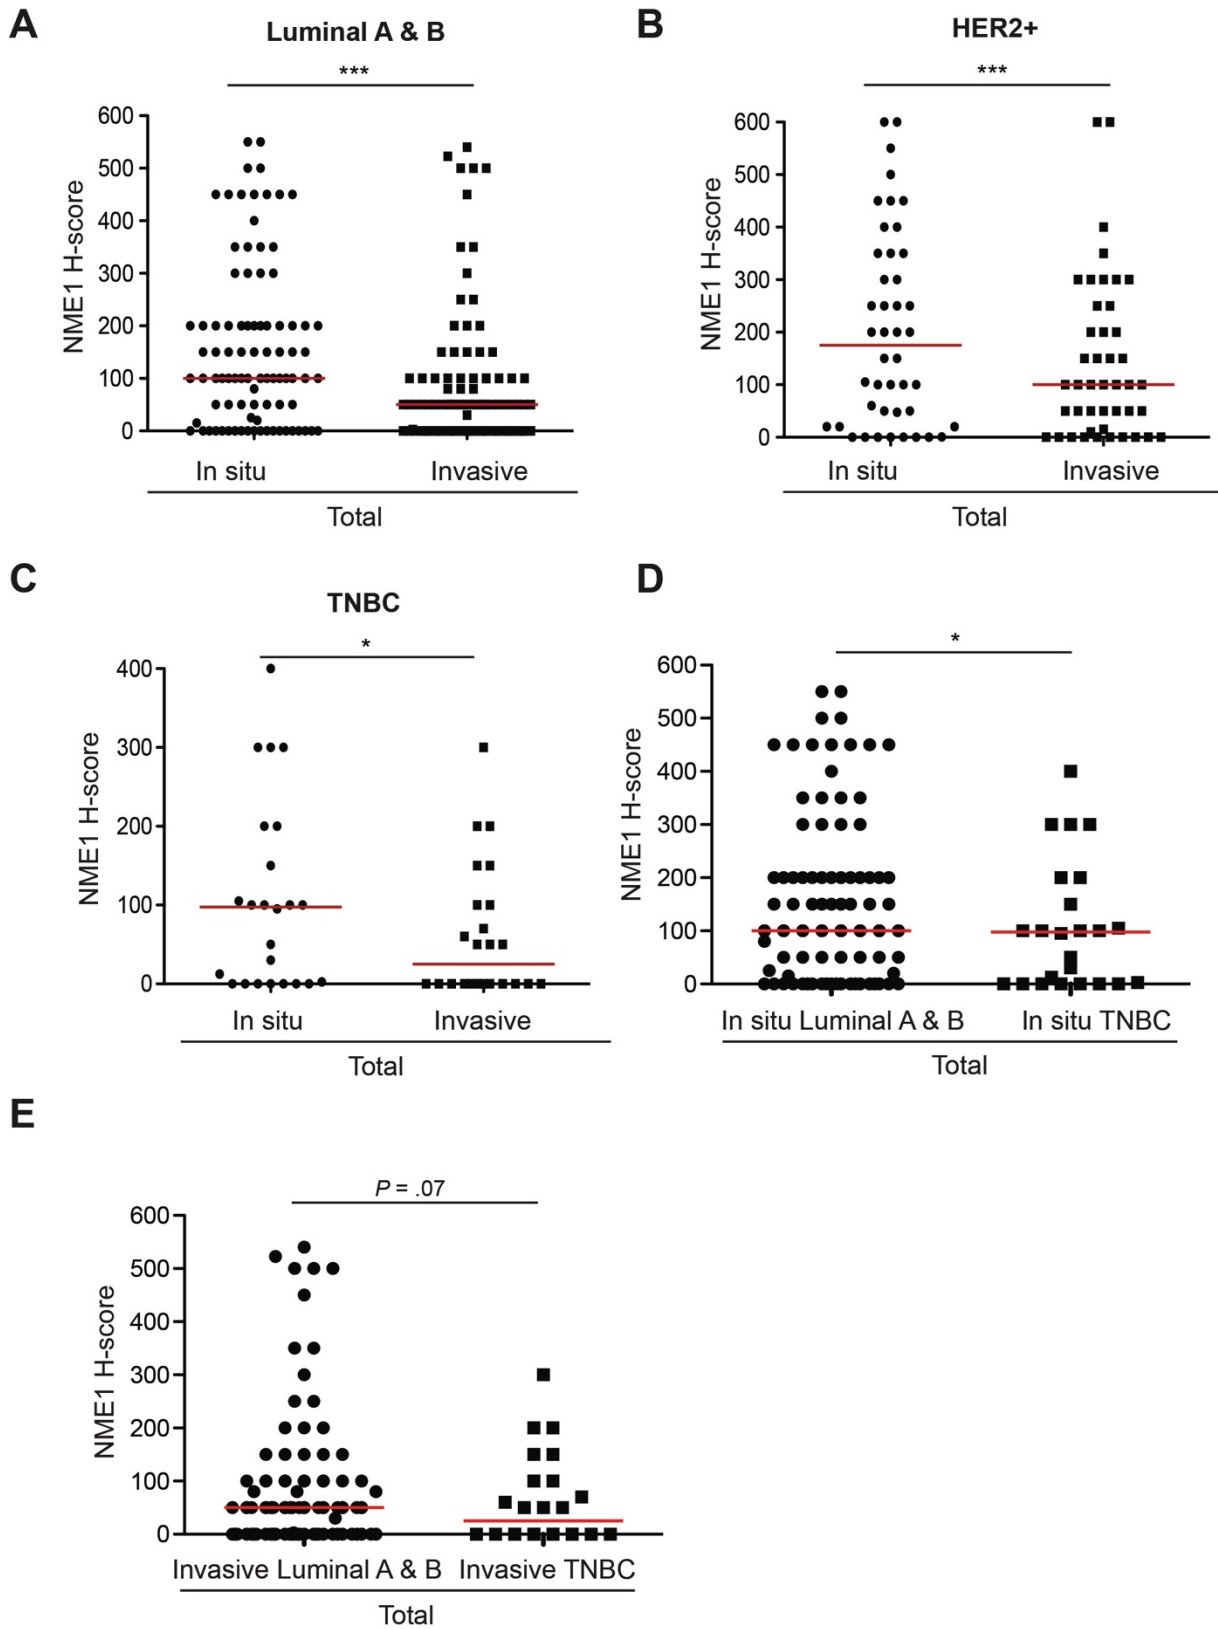 A
Luminal A & B
***
NME1 H-score
600
500
400
300
200
100
0
In situ
Invasive
Total
B
HER2+
***
NME1 H-score
600
500
400
300
200
100
0
In situ
Invasive
Total
C
TNBC
*
NME1 H-score
400
300
200
100
0
In situ
Invasive
Total
D
*
NME1 H-score
600
500
400
300
200
100
0
In situ Luminal A & B
In situ TNBC
Total
E
P = .07
NME1 H-score
600
500
400
300
200
100
0
Invasive Luminal A & B
Invasive TNBC
Total